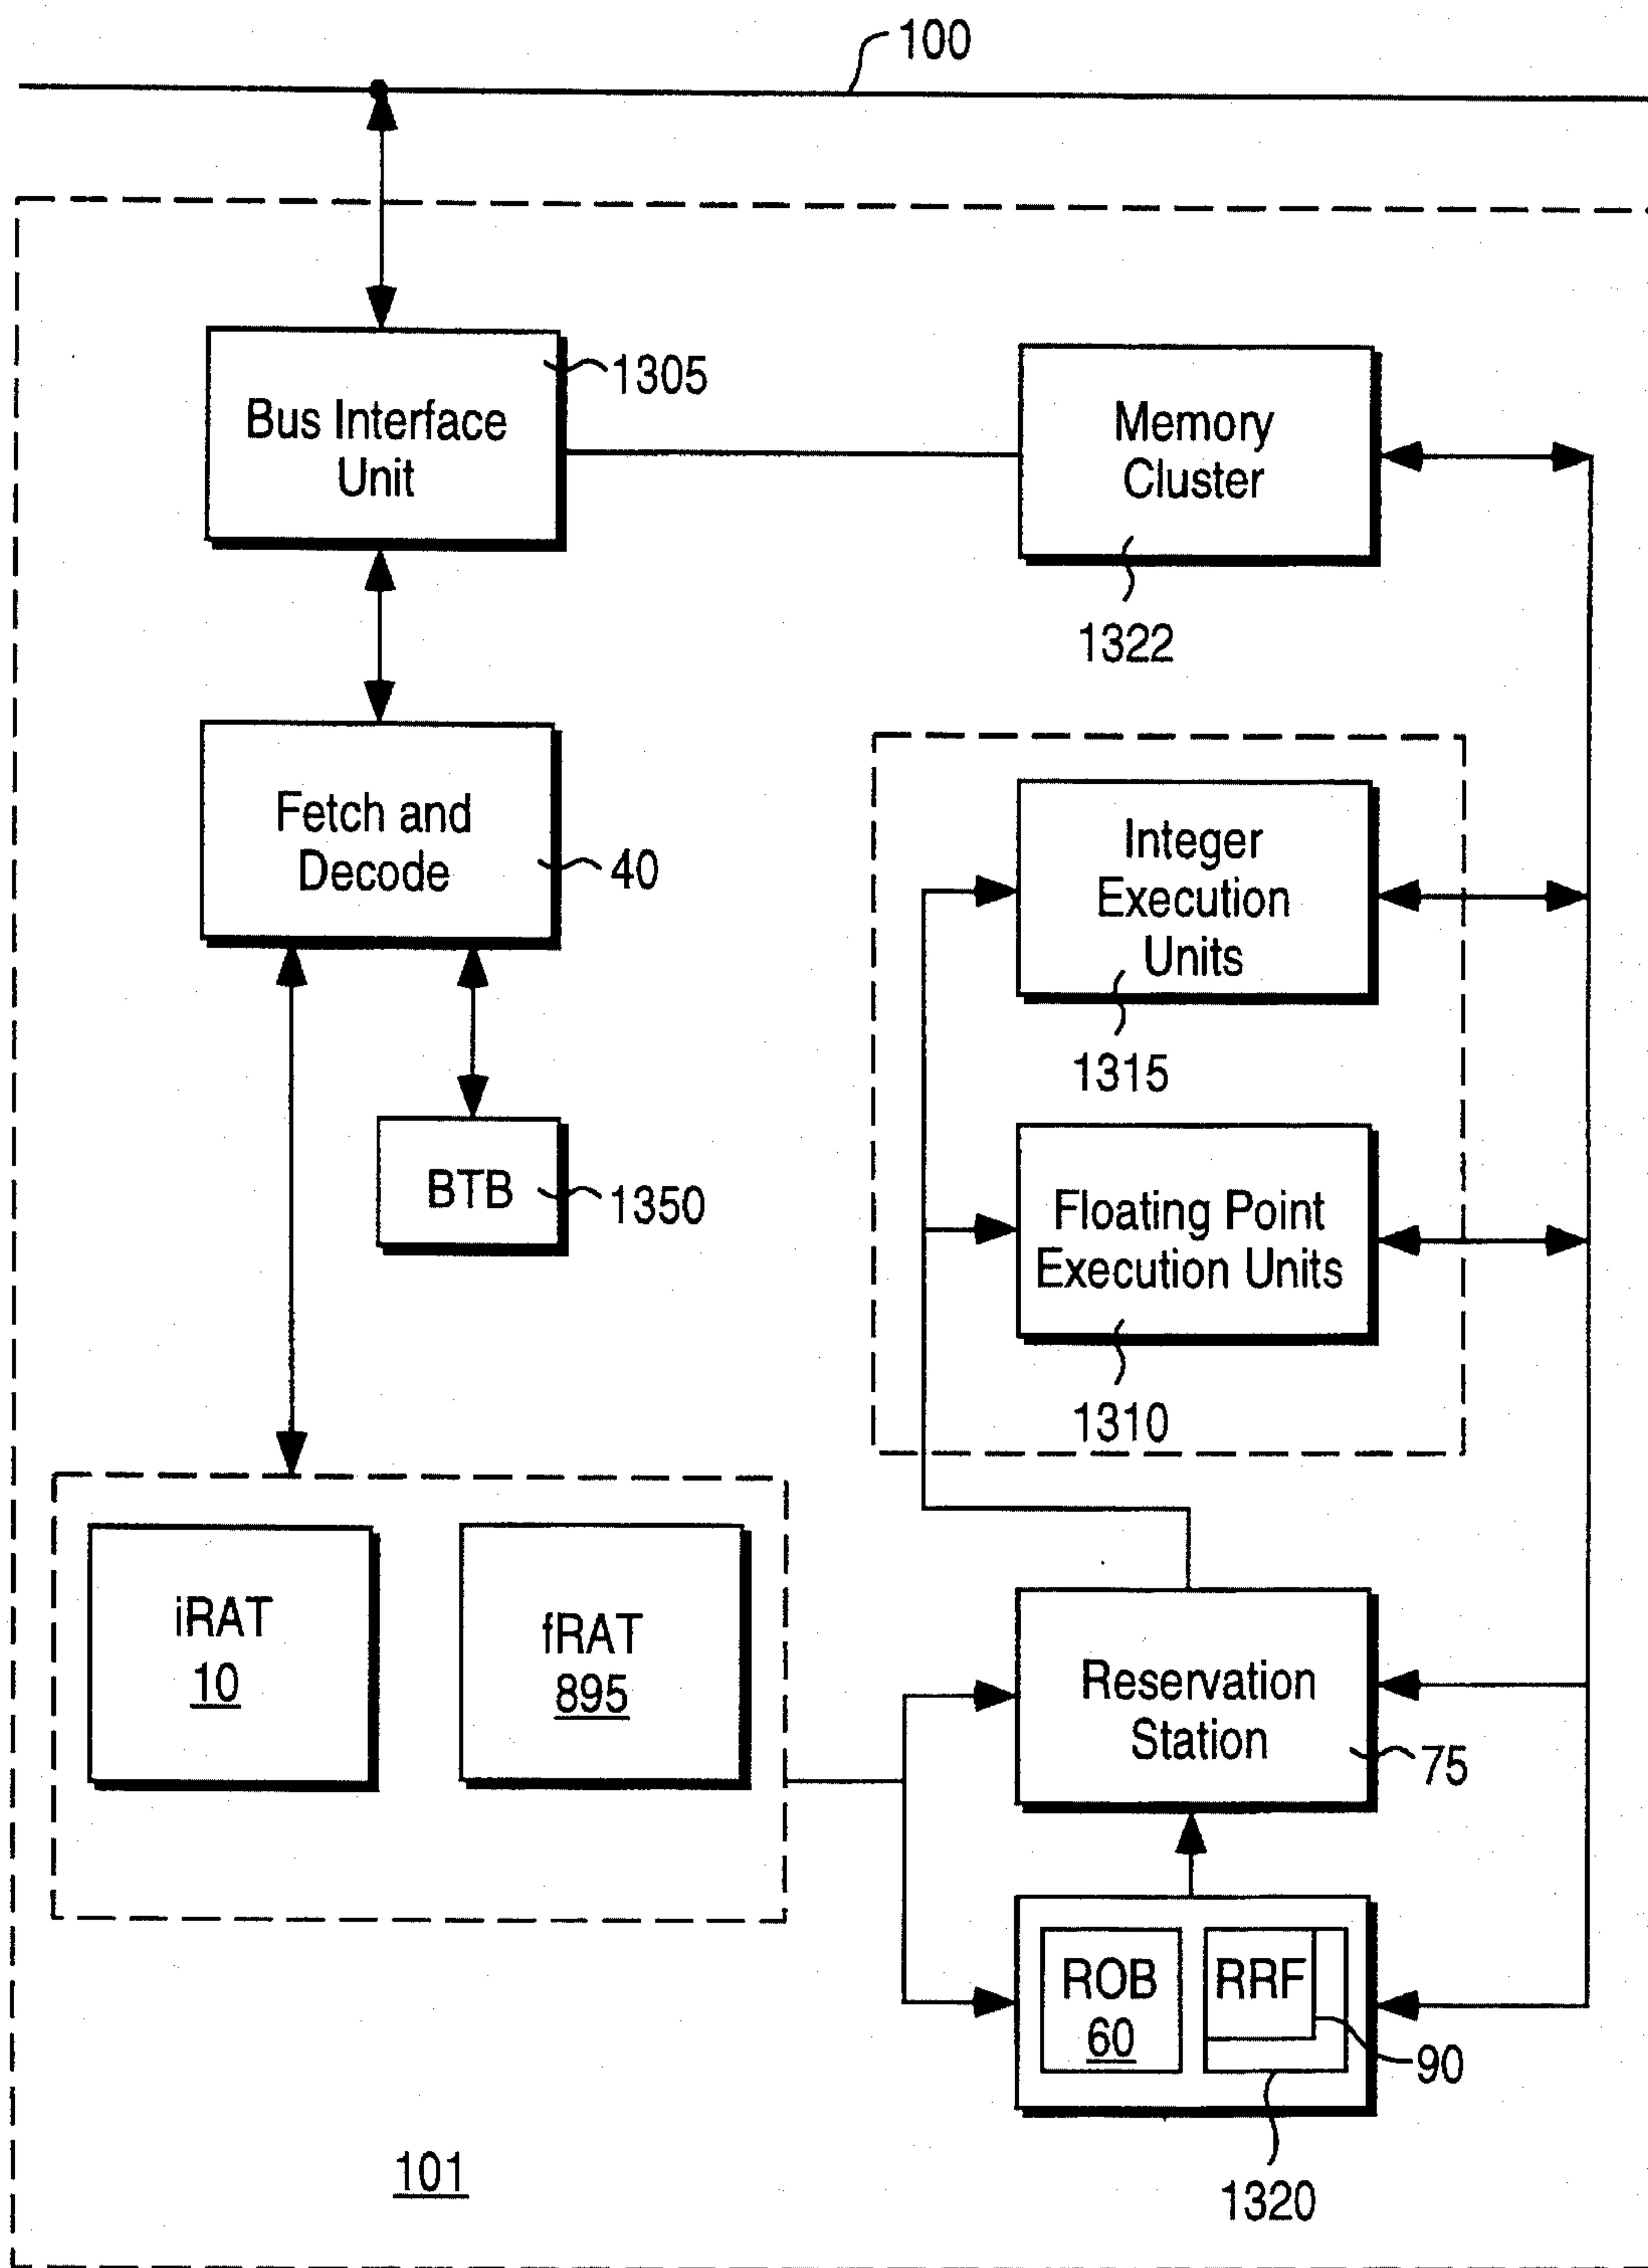 100
1305
Bus Interface
Unit
Memory
Cluster
1322
Fetch and
Decode
40
Integer
Execution
Units
1315
BTB
1350
Floating Point
Execution Units
1310
iRAT
10
fRAT
895
Reservation
Station
75
ROB
60
RRF
90
1320
101